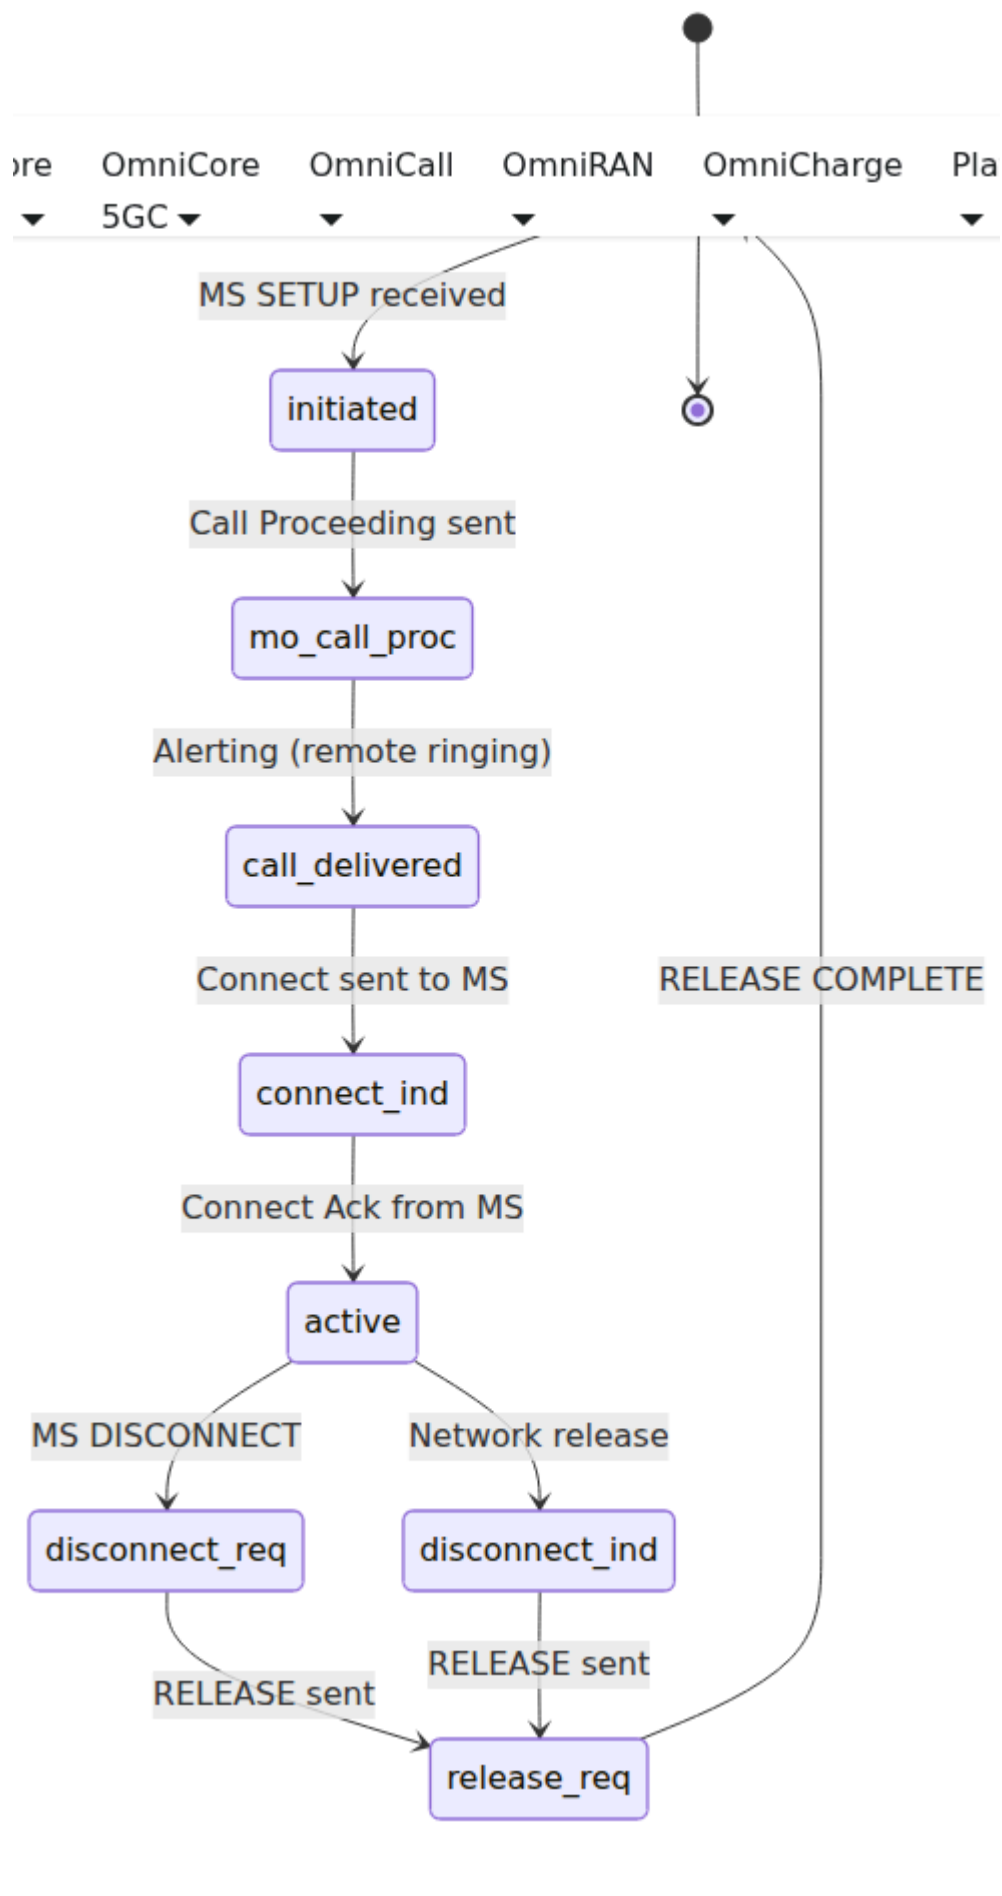 OmniCore OmniCall OmniRAN OmniCharge
5GC
MS SETUP received
initiated
Call Proceeding sent
mo_call_proc
Alerting (remote ringing)
call_delivered
Connect sent to MS
RELEASE COMPLETE
connect_ind
Connect Ack from MS
active
MS DISCONNECT
Network release
disconnect_req
disconnect_ind
RELEASE sent
RELEASE sent
release_req